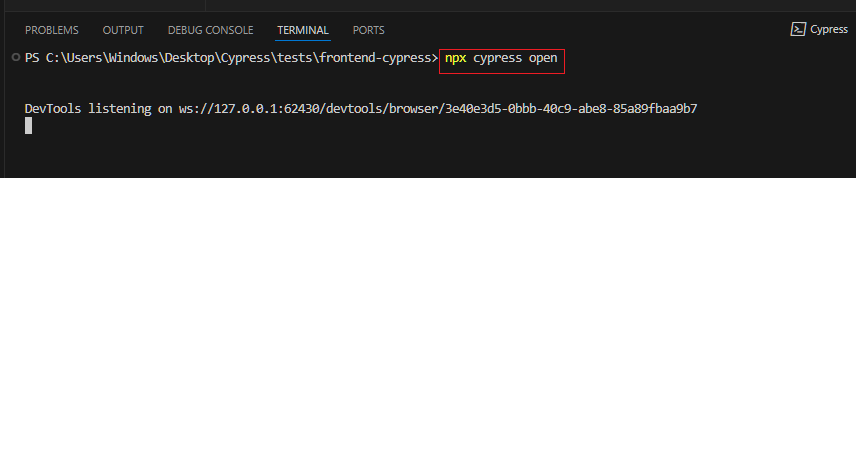 PROBLEMS OUTPUT DEBUG CONSOLE TERMINAL PORTS Cypress
PS C:\Users\Windows\Desktop\Cypress\tests\frontend-cypress> npx cypress open
DevTools listening on ws://127.0.0.1:62430/devtools/browser/3e40e3d5-0bbb-40c9-abe8-85a89fbaa9b7